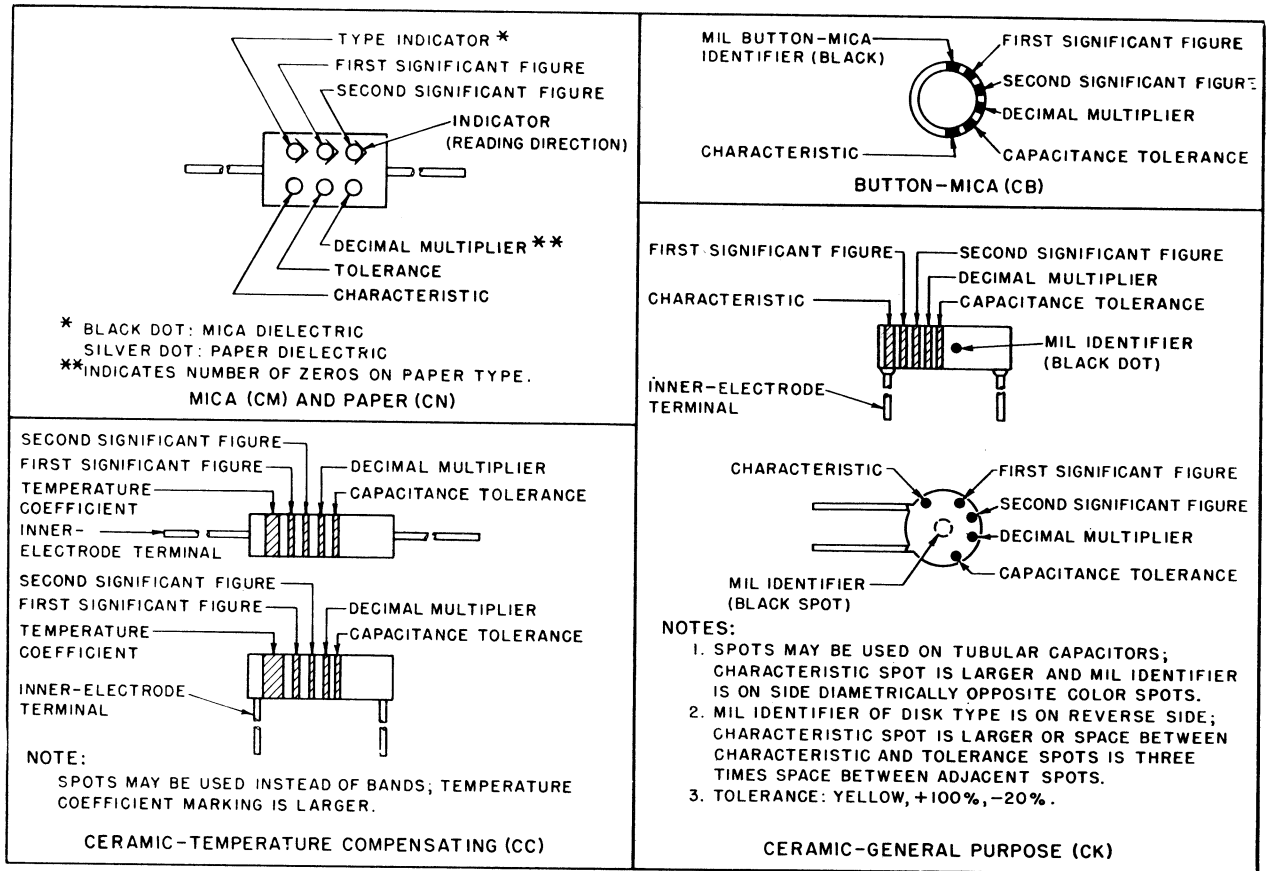 TYPE INDICATOR *
FIRST SIGNIFICANT FIGURE
SECOND SIGNIFICANT FIGURE
INDICATOR
(READING DIRECTION)
DECIMAL MULTIPLIER **
TOLERANCE
CHARACTERISTIC
* BLACK DOT: MICA DIELECTRIC
SILVER DOT: PAPER DIELECTRIC
**INDICATES NUMBER OF ZEROS ON PAPER TYPE.
MICA (CM) AND PAPER (CN)
MIL BUTTON-MICA
IDENTIFIER (BLACK)
FIRST SIGNIFICANT FIGURE
SECOND SIGNIFICANT FIGURE
DECIMAL MULTIPLIER
CHARACTERISTIC
CAPACITANCE TOLERANCE
BUTTON-MICA (CB)
SECOND SIGNIFICANT FIGURE
FIRST SIGNIFICANT FIGURE
TEMPERATURE
COEFFICIENT
INNER-
ELECTRODE TERMINAL
DECIMAL MULTIPLIER
CAPACITANCE TOLERANCE
SECOND SIGNIFICANT FIGURE
FIRST SIGNIFICANT FIGURE
TEMPERATURE
COEFFICIENT
DECIMAL MULTIPLIER
CAPACITANCE TOLERANCE
INNER-ELECTRODE
TERMINAL
NOTE:
SPOTS MAY BE USED INSTEAD OF BANDS; TEMPERATURE
COEFFICIENT MARKING IS LARGER.
CERAMIC-TEMPERATURE COMPENSATING (CC)
FIRST SIGNIFICANT FIGURE
SECOND SIGNIFICANT FIGURE
DECIMAL MULTIPLIER
CHARACTERISTIC
CAPACITANCE TOLERANCE
MIL IDENTIFIER
(BLACK DOT)
INNER-ELECTRODE
TERMINAL
CHARACTERISTIC
FIRST SIGNIFICANT FIGURE
SECOND SIGNIFICANT FIGURE
DECIMAL MULTIPLIER
CAPACITANCE TOLERANCE
MIL IDENTIFIER
(BLACK SPOT)
NOTES:
1. SPOTS MAY BE USED ON TUBULAR CAPACITORS;
CHARACTERISTIC SPOT IS LARGER AND MIL IDENTIFIER
IS ON SIDE DIAMETRICALLY OPPOSITE COLOR SPOTS.
2. MIL IDENTIFIER OF DISK TYPE IS ON REVERSE SIDE;
CHARACTERISTIC SPOT IS LARGER OR SPACE BETWEEN
CHARACTERISTIC AND TOLERANCE SPOTS IS THREE
TIMES SPACE BETWEEN ADJACENT SPOTS.
3. TOLERANCE: YELLOW, +100%, -20%.
CERAMIC-GENERAL PURPOSE (CK)